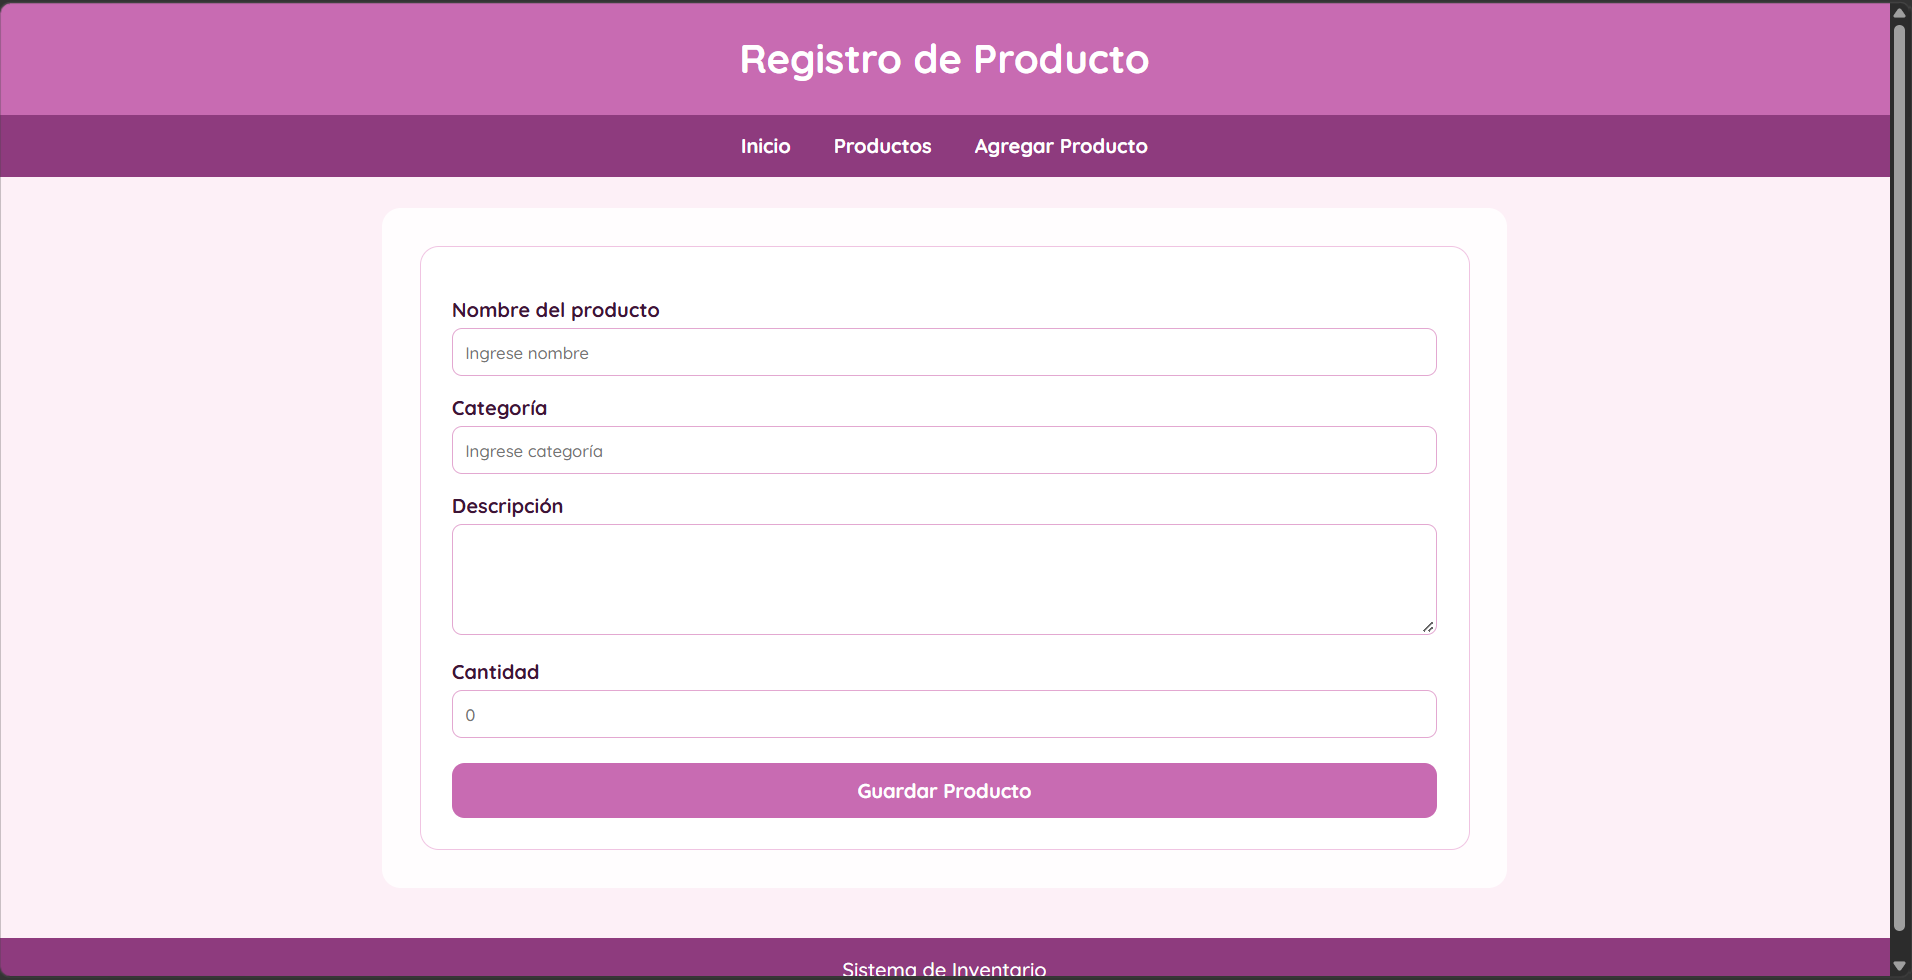 Registro de Producto
Inicio Productos Agregar Producto
Nombre del producto
Ingrese nombre
Categoría
Ingrese categoría
Descripción
Cantidad
0
Guardar Producto
Sistema de Inventario